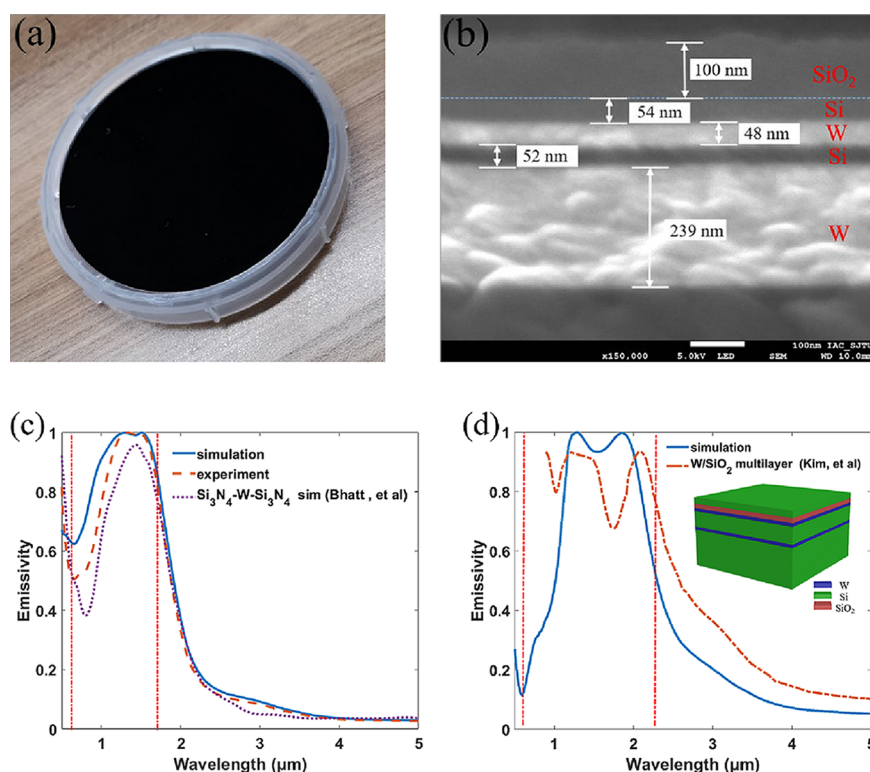 (a)
(b)
100 nm
SiO2
54 nm
Si
48 nm
W
52 nm
Si
239 nm
W
100nm IAC_SJTU
x150,000 5.0kV LED SEM WD 10.0mm
(c)
simulation
experiment
Si3N4-W-Si3N4 sim (Bhatt , et al)
Emissivity
1
0.8
0.6
0.4
0.2
0
1 2 3 4 5
Wavelength (μm)
(d)
simulation
W/SiO2 multilayer (Kim, et al)
W
Si
SiO2
Emissivity
1
0.8
0.6
0.4
0.2
0
1 2 3 4 5
Wavelength (μm)